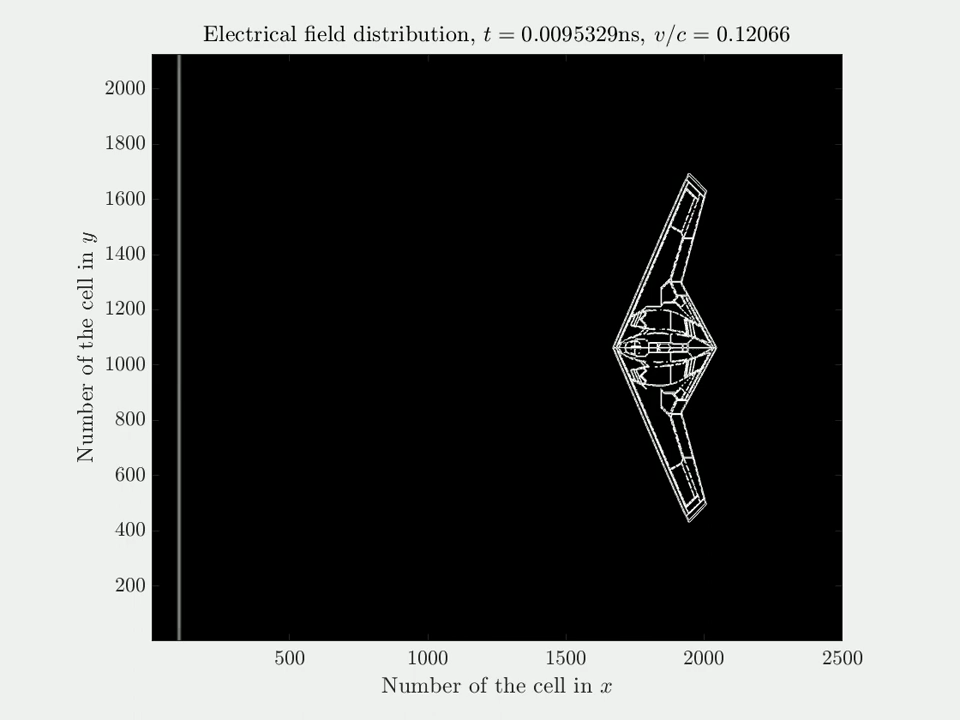 Electrical field distribution, t = 0.0095329ns, v/c = 0.12066
2000
1800
1600
1400
1200
1000
800
600
400
200
Number of the cell in y
500 1000 1500 2000 2500
Number of the cell in x